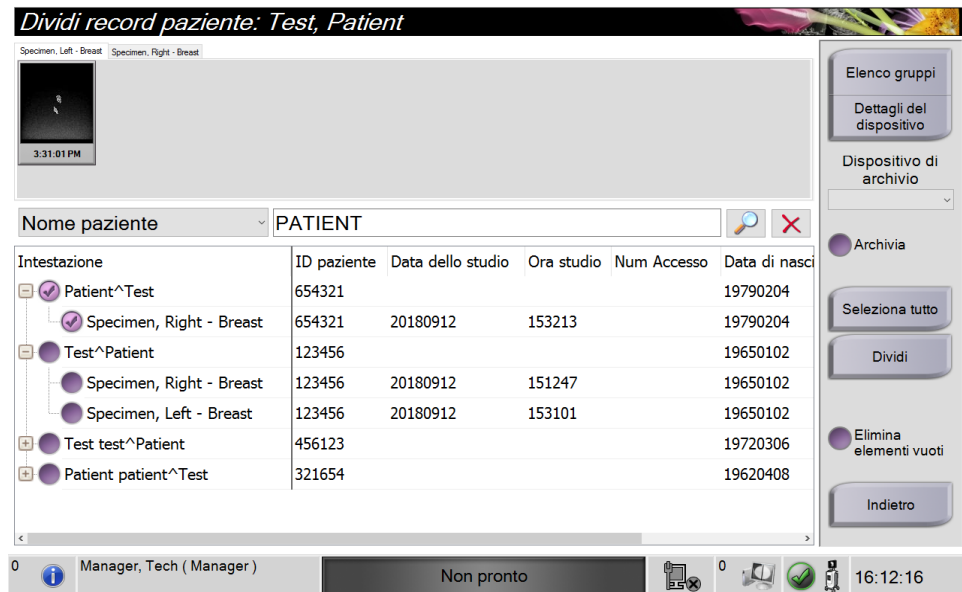 Dividi record paziente: Test, Patient
Specimen, Left - Breast Specimen, Right - Breast
3:31:01 PM
Elenco gruppi
Dettagli del
dispositivo
Dispositivo di
archivio
Archivia
Seleziona tutto
Dividi
Elimina
elementi vuoti
Indietro
Nome paziente PATIENT
Intestazione ID paziente Data dello studio Ora studio Num Accesso Data di nasci
Patient^Test 654321 19790204
Specimen, Right - Breast 654321 20180912 153213 19790204
Test^Patient 123456 19650102
Specimen, Right - Breast 123456 20180912 151247 19650102
Specimen, Left - Breast 123456 20180912 153101 19650102
Test test^Patient 456123 19720306
Patient patient^Test 321654 19620408
0 Manager, Tech ( Manager ) Non pronto 0 16:12:16